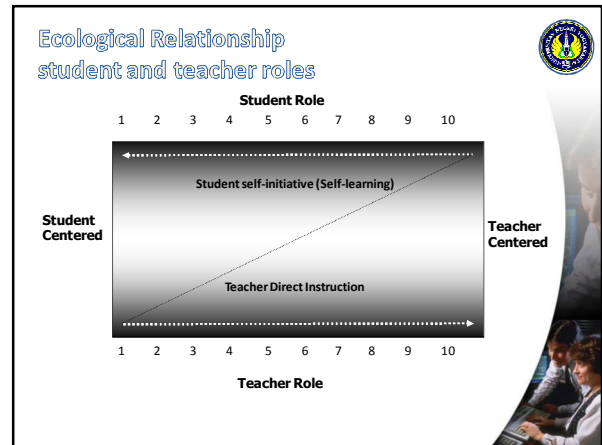 Ecological Relationship
student and teacher roles
Student Role
1 2 3 4 5 6 7 8 9 10
Student self-initiative (Self-learning)
Student
Centered
Teacher
Centered
Teacher Direct Instruction
1 2 3 4 5 6 7 8 9 10
Teacher Role